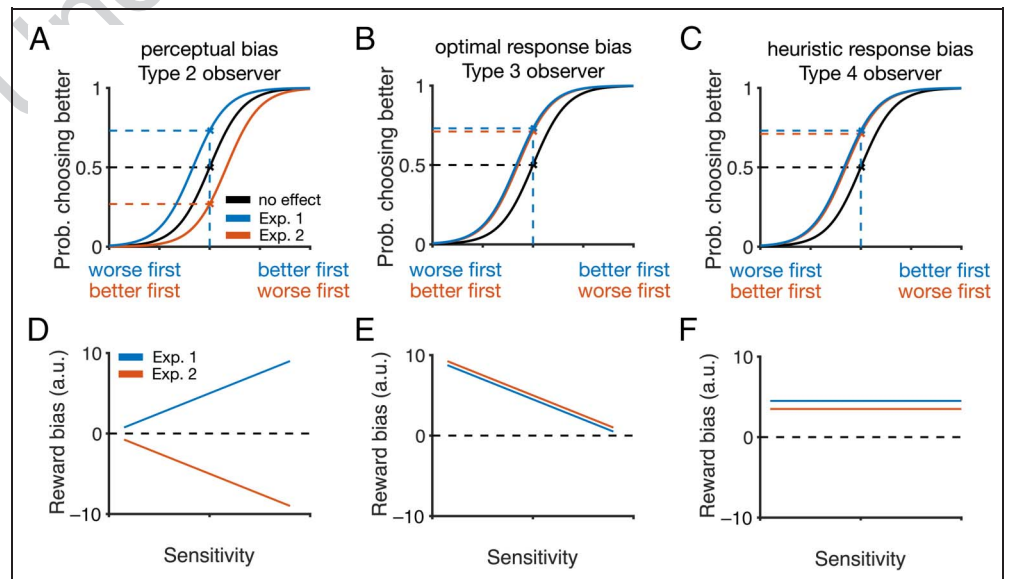 A
perceptual bias
Type 2 observer
Prob. choosing better
1
0.5
0
no effect
Exp. 1
Exp. 2
worse first
better first
better first
worse first
B
optimal response bias
Type 3 observer
Prob. choosing better
1
0.5
0
worse first
better first
better first
worse first
C
heuristic response bias
Type 4 observer
Prob. choosing better
1
0.5
0
worse first
better first
better first
worse first
D
Reward bias (a.u.)
10
0
−10
Exp. 1
Exp. 2
Sensitivity
E
Reward bias (a.u.)
10
0
−10
Sensitivity
F
Reward bias (a.u.)
10
0
−10
Sensitivity